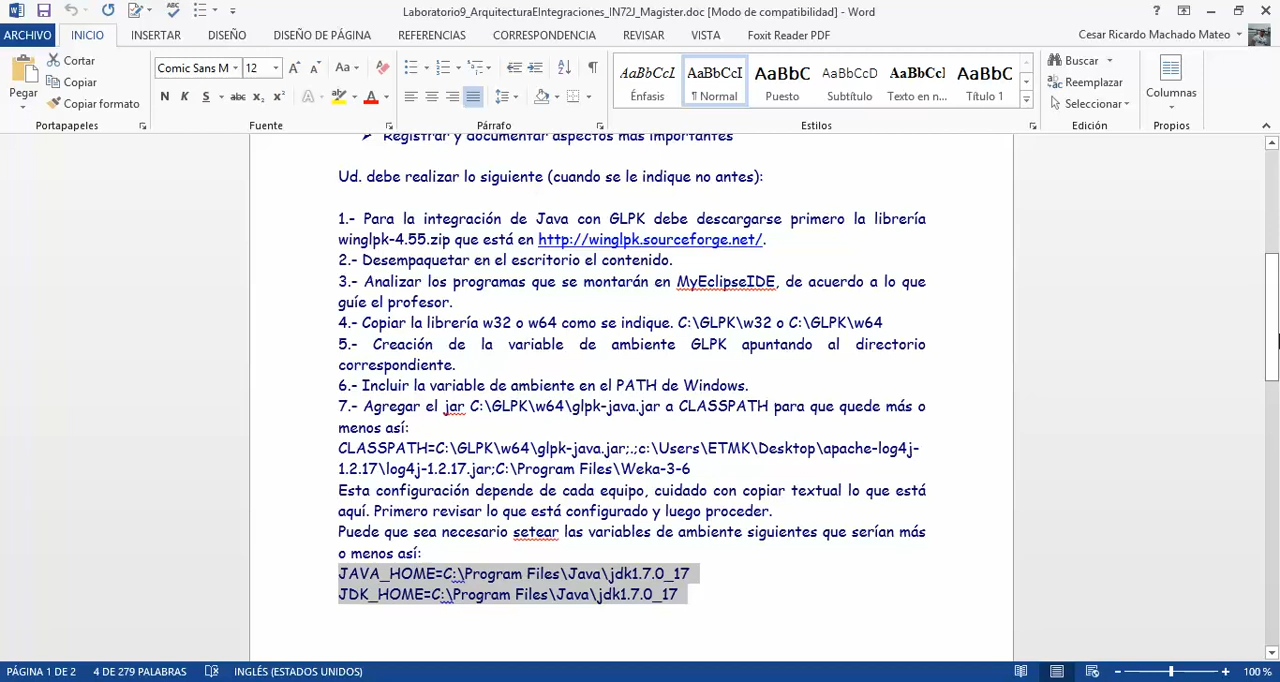 Laboratorio9_ArquitecturaEIntegraciones_IN72J_Magister.doc [Modo de compatibilidad] - Word
ARCHIVO INICIO INSERTAR DISEÑO DISEÑO DE PÁGINA REFERENCIAS CORRESPONDENCIA REVISAR VISTA Foxit Reader PDF Cesar Ricardo Machado Mateo
Pegar
Cortar
Copiar
Copiar formato
Portapapeles
Comic Sans M 12
N K S abc x₂ x²
Fuente
Párrafo
AaBbCcI AaBbCcI AaBbC AaBbCcD AaBbCcI AaBbC
Énfasis ¶ Normal Puesto Subtítulo Texto en n... Título 1
Estilos
Buscar
Reemplazar
Seleccionar
Edición
Columnas
Propios
➤ Registrar y documentar aspectos más importantes
Ud. debe realizar lo siguiente (cuando se le indique no antes):
1.- Para la integración de Java con GLPK debe descargarse primero la librería
winglpk-4.55.zip que está en http://winglpk.sourceforge.net/.
2.- Desempaquetar en el escritorio el contenido.
3.- Analizar los programas que se montarán en MyEclipseIDE, de acuerdo a lo que
guíe el profesor.
4.- Copiar la librería w32 o w64 como se indique. C:\GLPK\w32 o C:\GLPK\w64
5.- Creación de la variable de ambiente GLPK apuntando al directorio
correspondiente.
6.- Incluir la variable de ambiente en el PATH de Windows.
7.- Agregar el jar C:\GLPK\w64\glpk-java.jar a CLASSPATH para que quede más o
menos así:
CLASSPATH=C:\GLPK\w64\glpk-java.jar;.;c:\Users\ETMK\Desktop\apache-log4j-
1.2.17\log4j-1.2.17.jar;C:\Program Files\Weka-3-6
Esta configuración depende de cada equipo, cuidado con copiar textual lo que está
aquí. Primero revisar lo que está configurado y luego proceder.
Puede que sea necesario setear las variables de ambiente siguientes que serían más
o menos así:
JAVA_HOME=C:\Program Files\Java\jdk1.7.0_17
JDK_HOME=C:\Program Files\Java\jdk1.7.0_17
PÁGINA 1 DE 2 4 DE 279 PALABRAS INGLÉS (ESTADOS UNIDOS) 100 %